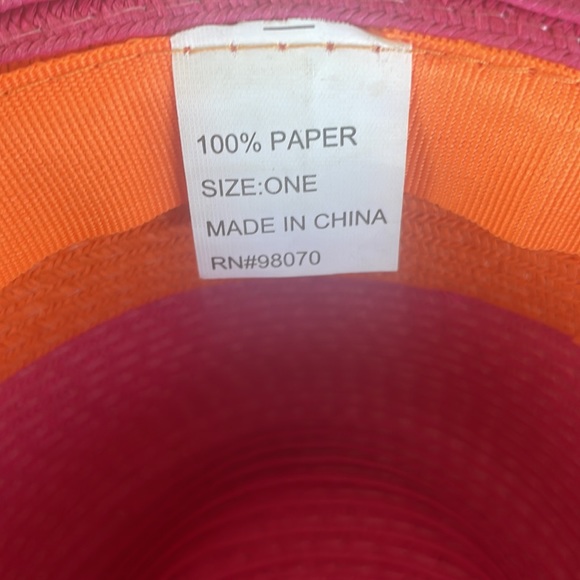 100% PAPER
SIZE:ONE
MADE IN CHINA
RN#98070